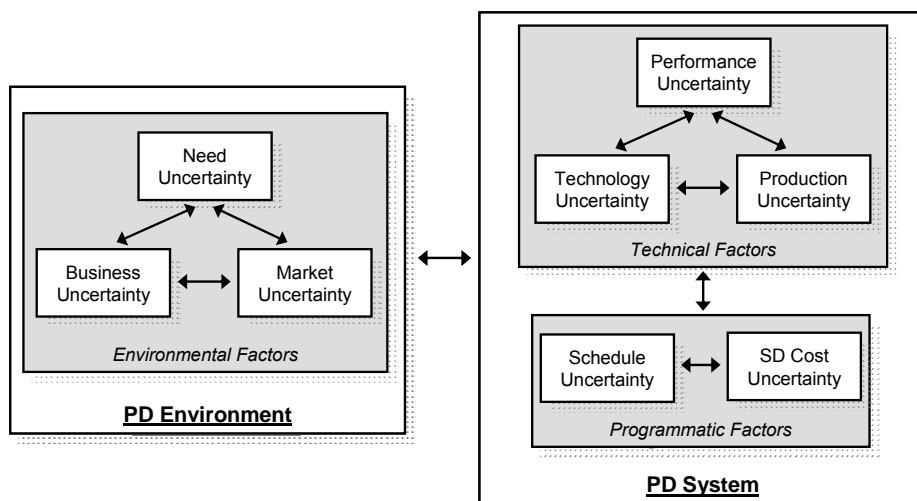 Need
Uncertainty
Business
Uncertainty
Market
Uncertainty
Environmental Factors
PD Environment
Performance
Uncertainty
Technology
Uncertainty
Production
Uncertainty
Technical Factors
Schedule
Uncertainty
SD Cost
Uncertainty
Programmatic Factors
PD System